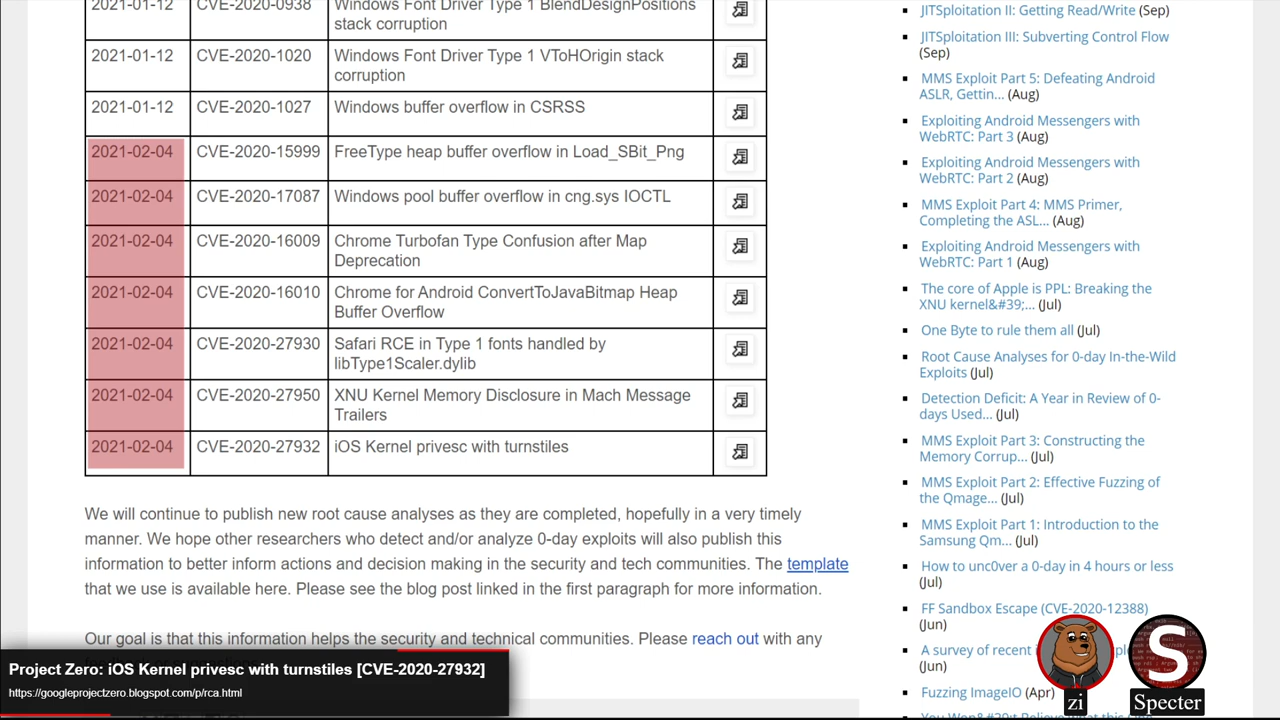 2021-01-12 CVE-2020-0938 Windows Font Driver Type 1 BlendDesignPositions
stack corruption
2021-01-12 CVE-2020-1020 Windows Font Driver Type 1 VToHOrigin stack
corruption
2021-01-12 CVE-2020-1027 Windows buffer overflow in CSRSS
2021-02-04 CVE-2020-15999 FreeType heap buffer overflow in Load_SBit_Png
2021-02-04 CVE-2020-17087 Windows pool buffer overflow in cng.sys IOCTL
2021-02-04 CVE-2020-16009 Chrome Turbofan Type Confusion after Map
Deprecation
2021-02-04 CVE-2020-16010 Chrome for Android ConvertToJavaBitmap Heap
Buffer Overflow
2021-02-04 CVE-2020-27930 Safari RCE in Type 1 fonts handled by
libType1Scaler.dylib
2021-02-04 CVE-2020-27950 XNU Kernel Memory Disclosure in Mach Message
Trailers
2021-02-04 CVE-2020-27932 iOS Kernel privesc with turnstiles
We will continue to publish new root cause analyses as they are completed, hopefully in a very timely
manner. We hope other researchers who detect and/or analyze 0-day exploits will also publish this
information to better inform actions and decision making in the security and tech communities. The template
that we use is available here. Please see the blog post linked in the first paragraph for more information.
Our goal is that this information helps the security and technical communities. Please reach out with any
Project Zero: iOS Kernel privesc with turnstiles [CVE-2020-27932]
https://googleprojectzero.blogspot.com/p/rca.html
JITSploitation II: Getting Read/Write (Sep)
JITSploitation III: Subverting Control Flow
(Sep)
MMS Exploit Part 5: Defeating Android
ASLR, Gettin... (Aug)
Exploiting Android Messengers with
WebRTC: Part 3 (Aug)
Exploiting Android Messengers with
WebRTC: Part 2 (Aug)
MMS Exploit Part 4: MMS Primer,
Completing the ASL... (Aug)
Exploiting Android Messengers with
WebRTC: Part 1 (Aug)
The core of Apple is PPL: Breaking the
XNU kernel&#39;... (Jul)
One Byte to rule them all (Jul)
Root Cause Analyses for 0-day In-the-Wild
Exploits (Jul)
Detection Deficit: A Year in Review of 0-
days Used... (Jul)
MMS Exploit Part 3: Constructing the
Memory Corrup... (Jul)
MMS Exploit Part 2: Effective Fuzzing of
the Qmage... (Jul)
MMS Exploit Part 1: Introduction to the
Samsung Qm... (Jul)
How to unc0ver a 0-day in 4 hours or less
(Jul)
FF Sandbox Escape (CVE-2020-12388)
(Jun)
A survey of recent
(Jun)
Fuzzing ImageIO (Apr)
S
zi
Specter